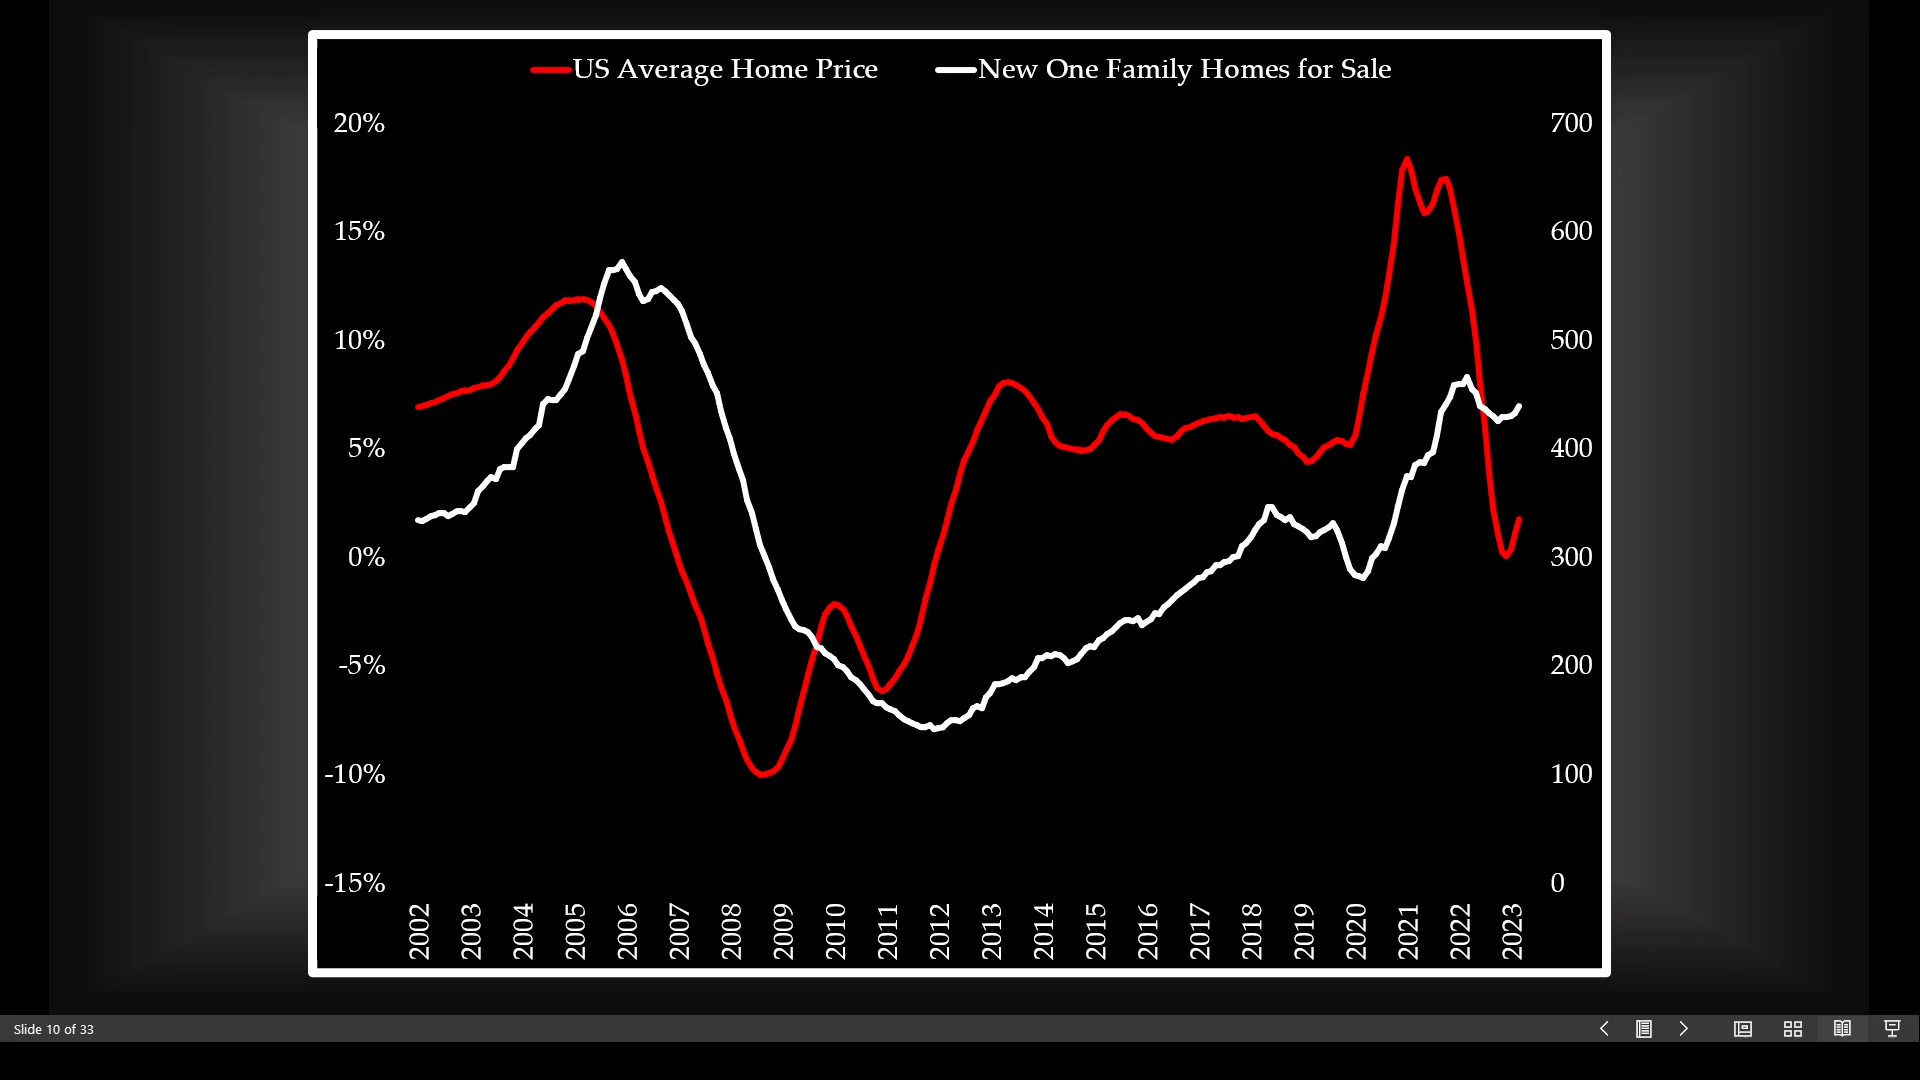 US Average Home Price New One Family Homes for Sale
20% 700
15% 600
10% 500
5% 400
0% 300
-5% 200
-10% 100
-15% 0
2002 2003 2004 2005 2006 2007 2008 2009 2010 2011 2012 2013 2014 2015 2016 2017 2018 2019 2020 2021 2022 2023
Slide 10 of 33